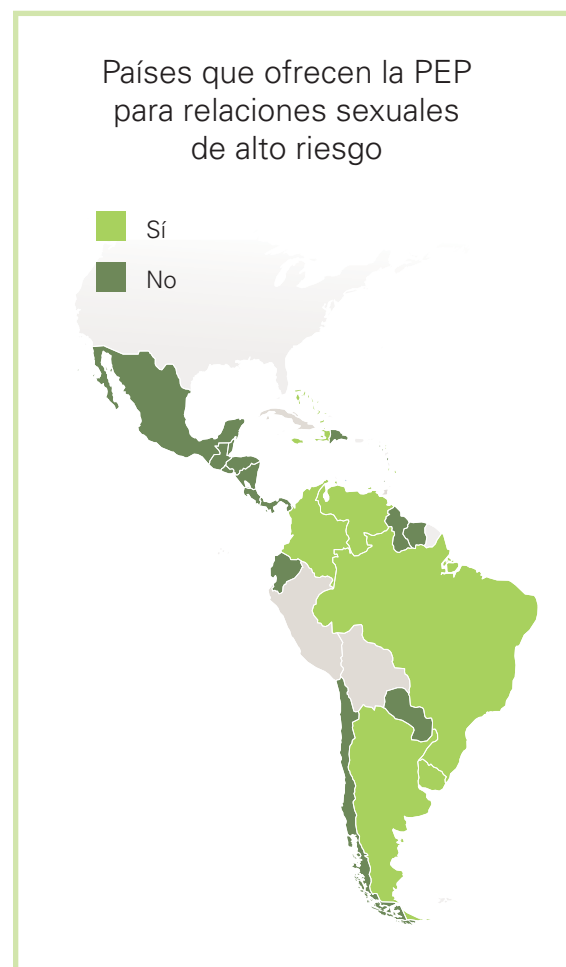 Países que ofrecen la PEP
para relaciones sexuales
de alto riesgo
Sí
No